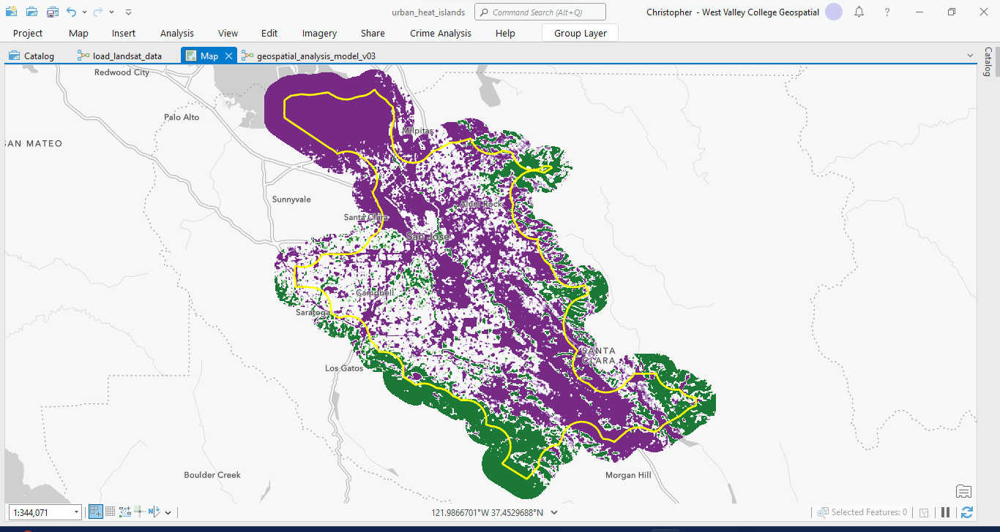 urban_heat_islands
Command Search (Alt+Q)
Christopher - West Valley College Geospatial
Project Map Insert Analysis View Edit Imagery Share Crime Analysis Help Group Layer
Catalog load_landsat_data Map geospatial_analysis_model_v03
Catalog
Redwood City
Palo Alto
Milpitas
SAN MATEO
Sunnyvale
Alum Rock
Santa Clara
San Jose
Campbell
Saratoga
SANTA
CLARA
Los Gatos
Boulder Creek
Morgan Hill
1:344,071
121.9866701°W 37.4529688°N
Selected Features: 0